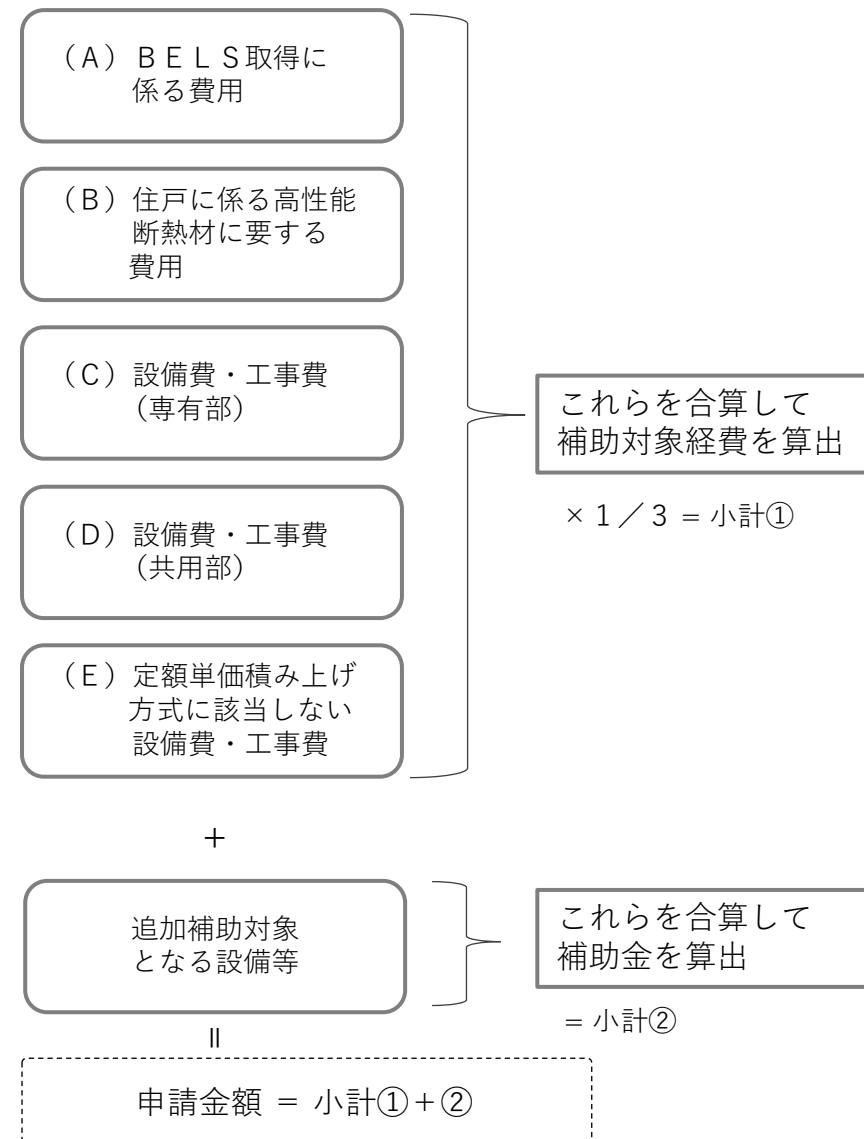 （A）ＢＥＬＳ取得に
係る費用
（B）住戸に係る高性能
断熱材に要する
費用
（C）設備費・工事費
（専有部）
（D）設備費・工事費
（共用部）
（E）定額単価積み上げ
方式に該当しない
設備費・工事費
これらを合算して
補助対象経費を算出
×１／３ = 小計①
＋
追加補助対象
となる設備等
これらを合算して
補助金を算出
= 小計②
=
申請金額 ＝ 小計①＋②